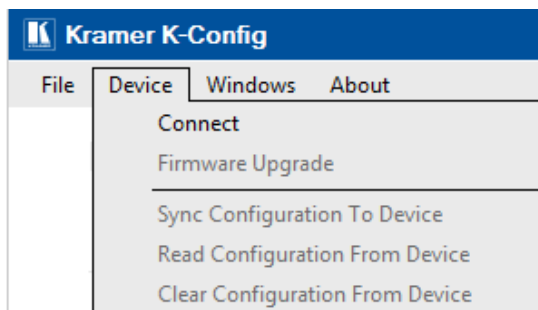 Kramer K-Config
File Device Windows About
Connect
Firmware Upgrade
Sync Configuration To Device
Read Configuration From Device
Clear Configuration From Device